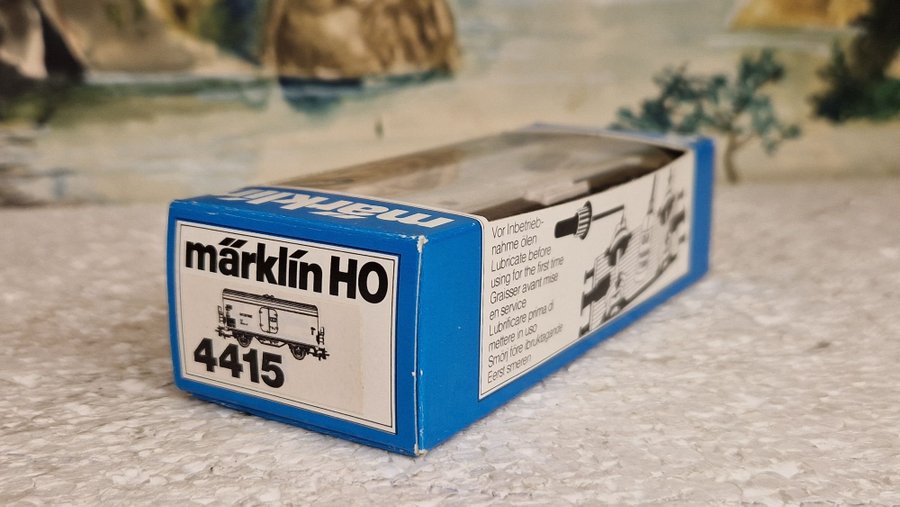 märklin
märklin HO
4415
Vor Inbetrieb-
nahme ölen
Lubricate before
using for the first time
Graisser avant mise
en service
Lubrificare prima di
mettere in uso
Smorj före ibruktagande
Eerst smeren